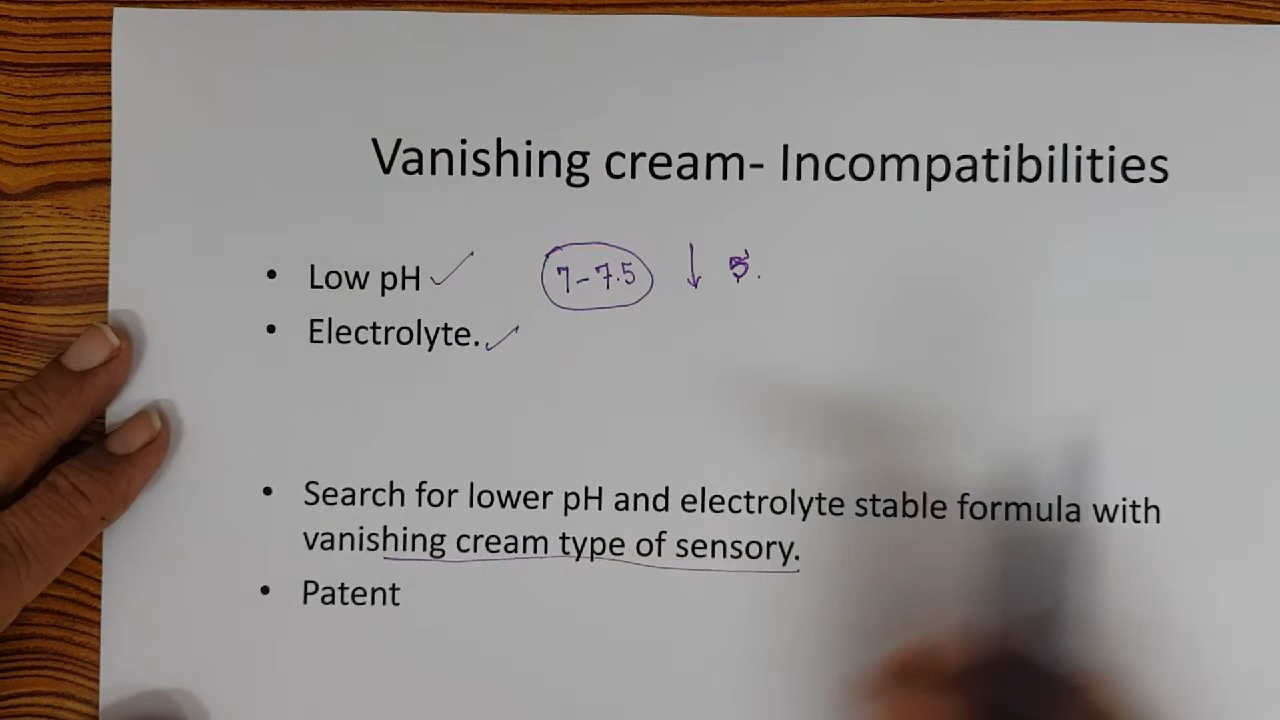 Vanishing cream- Incompatibilities
• Low pH ✓ 7-7.5 ↓ 5.
• Electrolyte. ✓
• Search for lower pH and electrolyte stable formula with
vanishing cream type of sensory.
• Patent